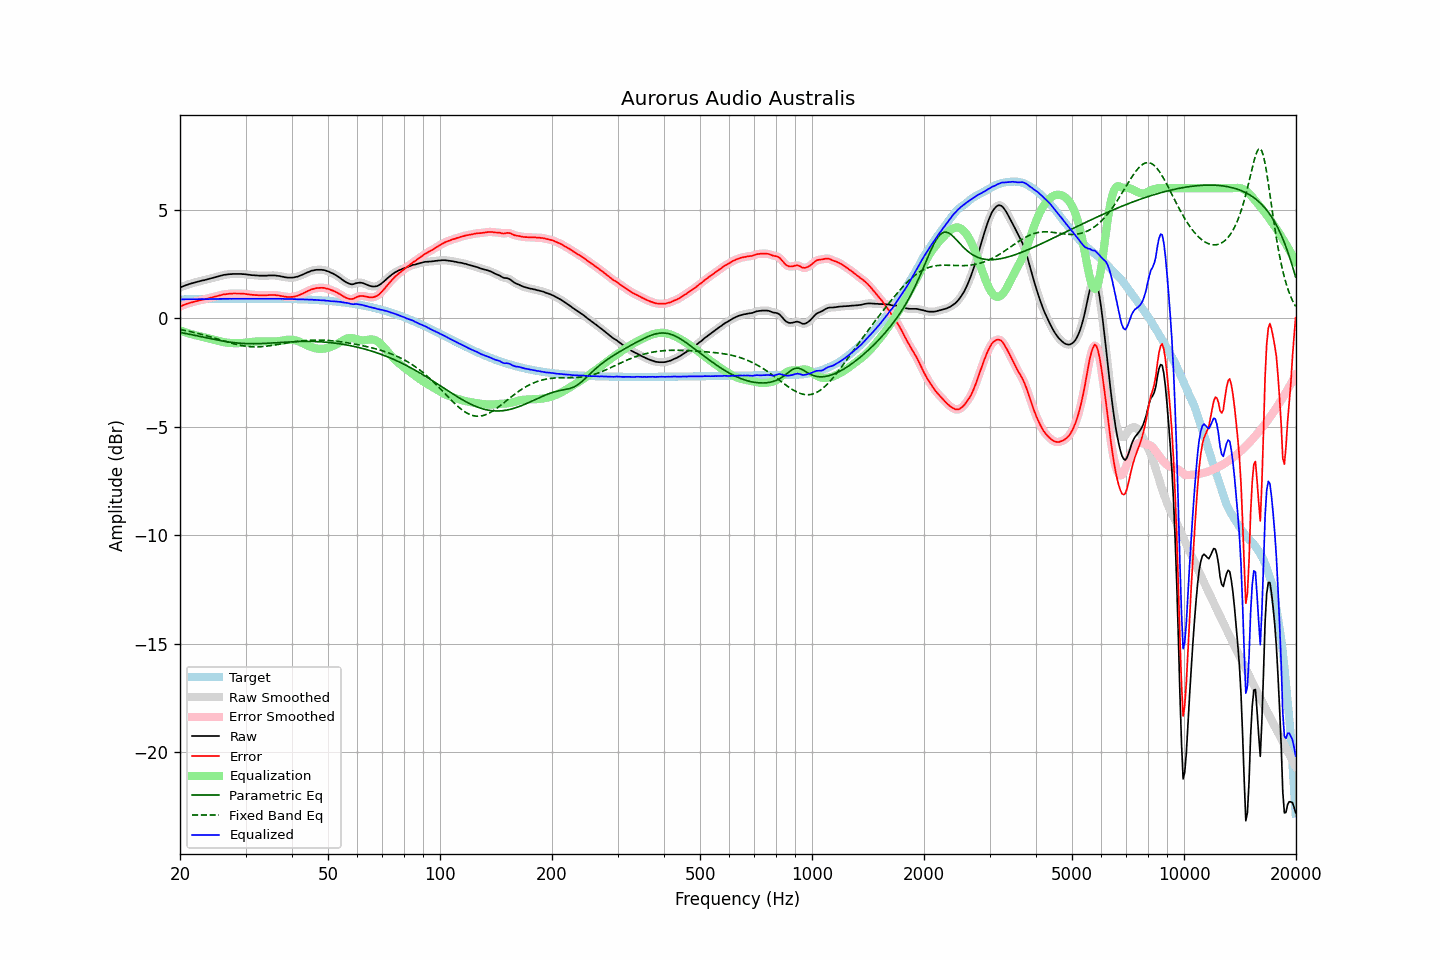 Aurorus Audio Australis
5
0
−5
−10
−15
−20
Amplitude (dBr)
Target
Raw Smoothed
Error Smoothed
Raw
Error
Equalization
Parametric Eq
Fixed Band Eq
Equalized
20 50 100 200 500 1000 2000 5000 10000 20000
Frequency (Hz)